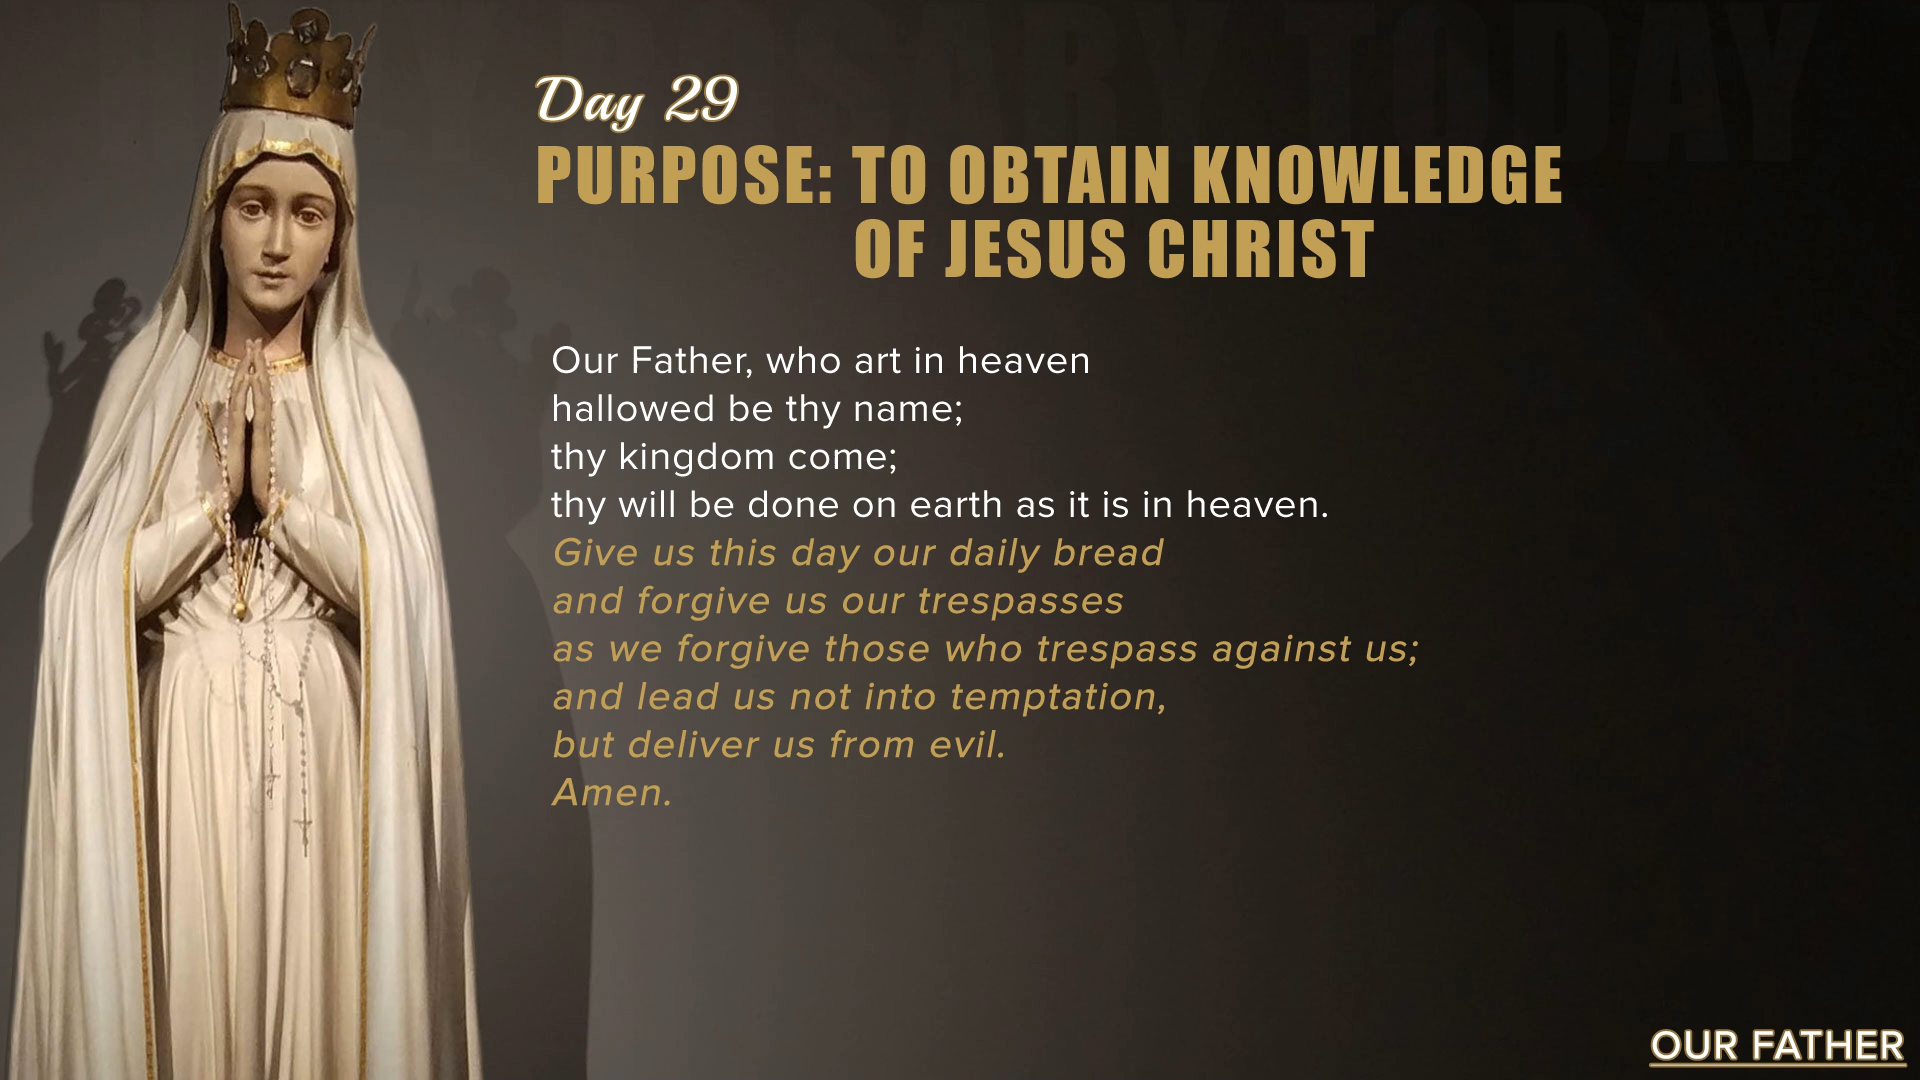 HOLY ROSARY TODAY
Day 29
PURPOSE: TO OBTAIN KNOWLEDGE
OF JESUS CHRIST
Our Father, who art in heaven
hallowed be thy name;
thy kingdom come;
thy will be done on earth as it is in heaven.
Give us this day our daily bread
and forgive us our trespasses
as we forgive those who trespass against us;
and lead us not into temptation,
but deliver us from evil.
Amen.
OUR FATHER